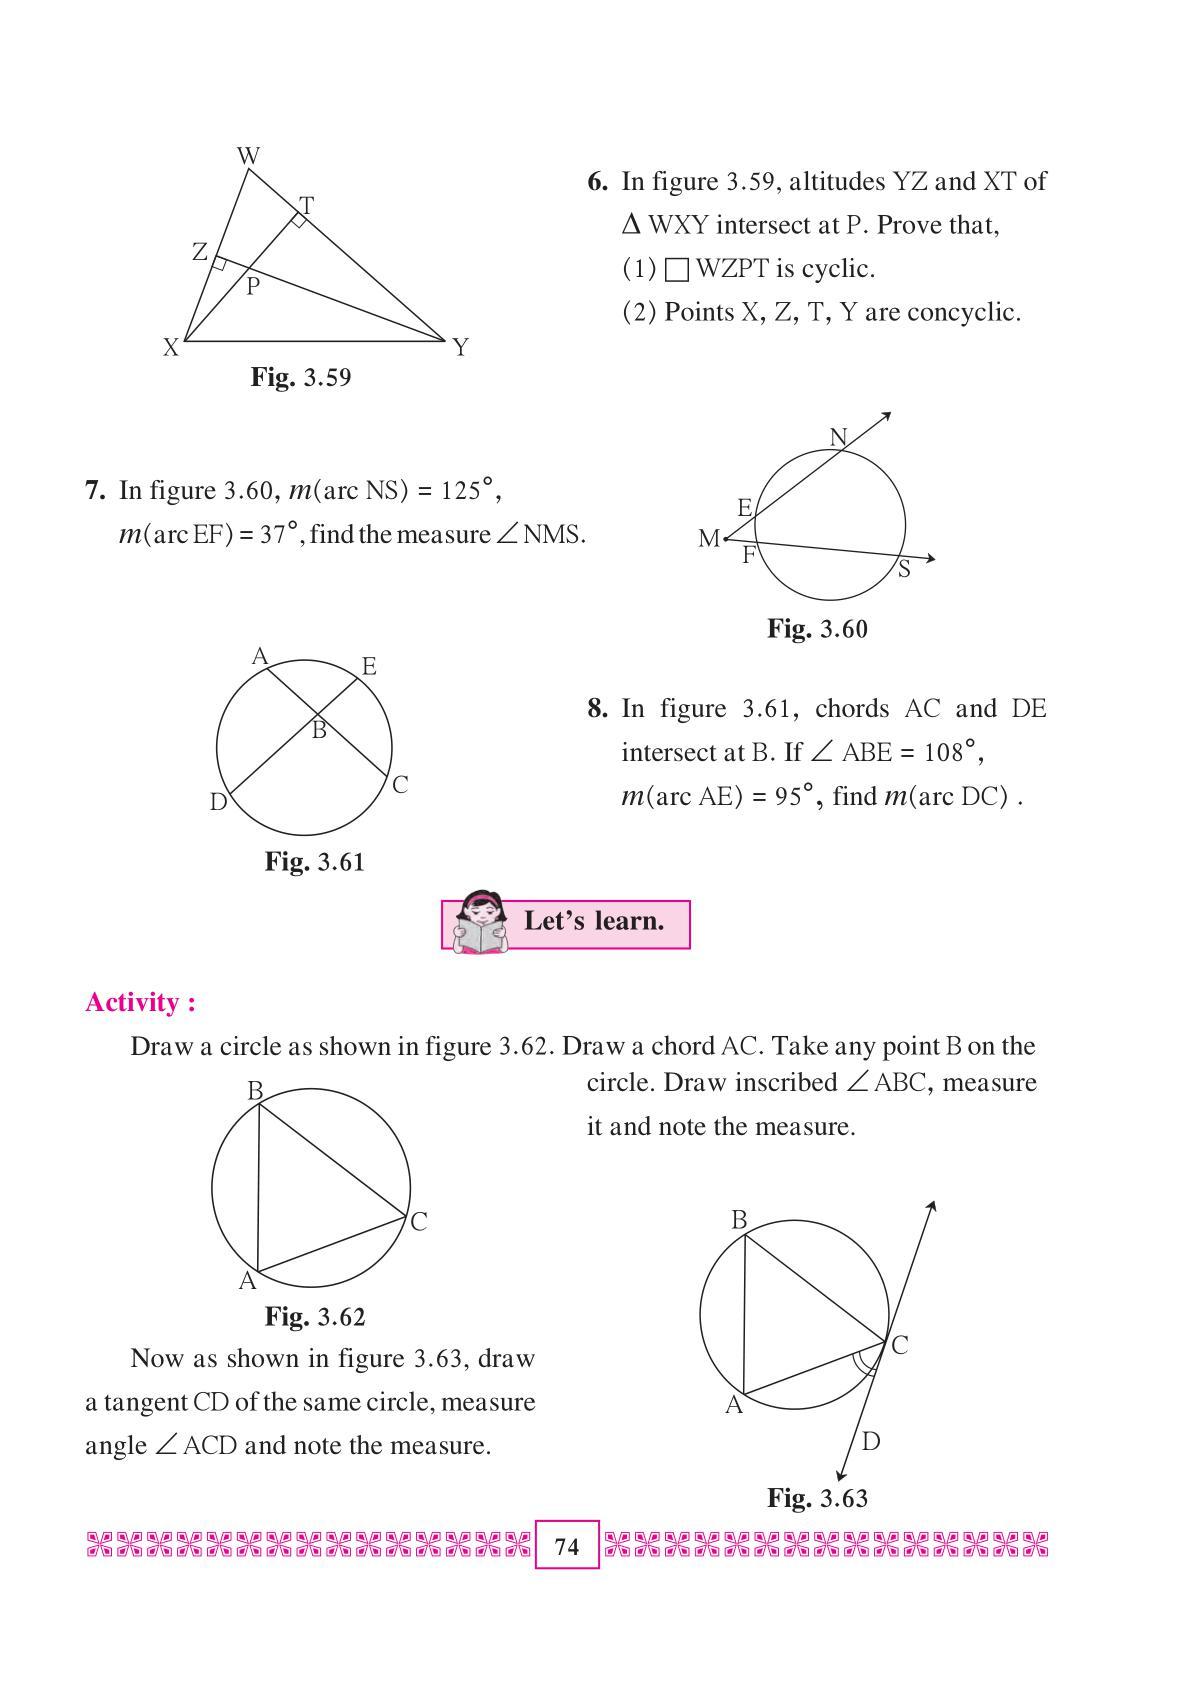 W
T
Z
P
X
Y
Fig. 3.59
6. In figure 3.59, altitudes YZ and XT of
Δ WXY intersect at P. Prove that,
(1) □ WZPT is cyclic.
(2) Points X, Z, T, Y are concyclic.
7. In figure 3.60, m(arc NS) = 125°,
m(arc EF) = 37°, find the measure ∠NMS.
N
E
M
F
S
Fig. 3.60
A
E
B
D
C
Fig. 3.61
8. In figure 3.61, chords AC and DE
intersect at B. If ∠ ABE = 108°,
m(arc AE) = 95°, find m(arc DC) .
Let's learn.
Activity :
Draw a circle as shown in figure 3.62. Draw a chord AC. Take any point B on the
circle. Draw inscribed ∠ABC, measure
it and note the measure.
B
C
A
Fig. 3.62
Now as shown in figure 3.63, draw
a tangent CD of the same circle, measure
angle ∠ACD and note the measure.
B
C
A
D
Fig. 3.63
74